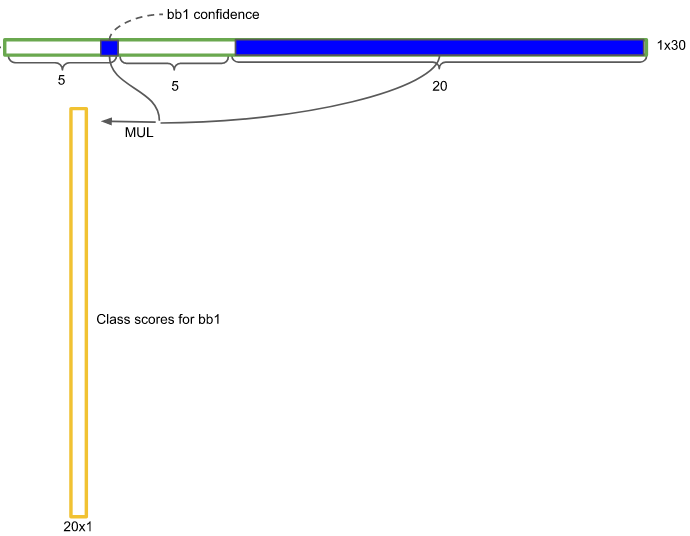 bb1 confidence
1x30
5
5
20
MUL
Class scores for bb1
20x1